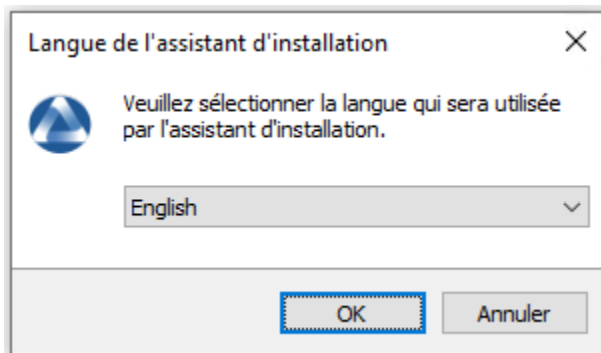 Langue de l'assistant d'installation
Veuillez sélectionner la langue qui sera utilisée
par l'assistant d'installation.
English
OK
Annuler